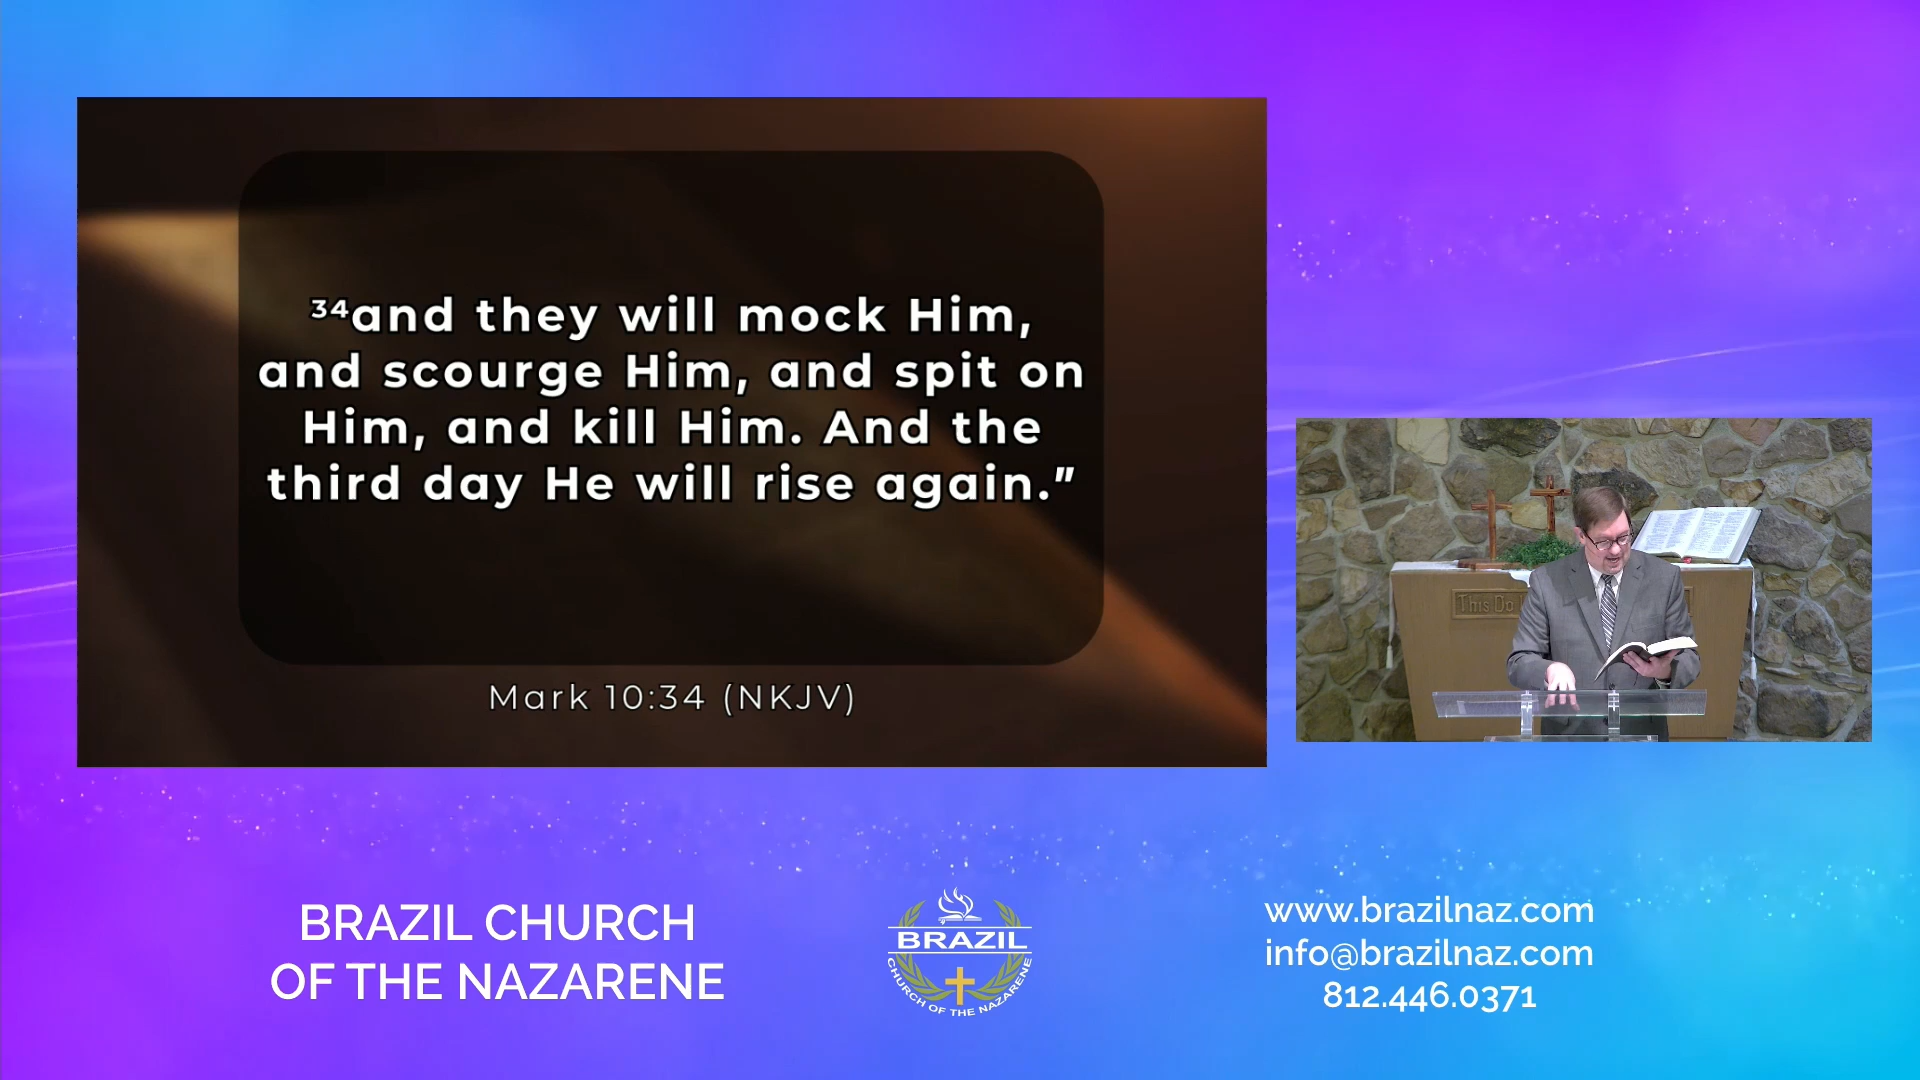 ³⁴and they will mock Him,
and scourge Him, and spit on
Him, and kill Him. And the
third day He will rise again.”
Mark 10:34 (NKJV)
This Do
BRAZIL CHURCH
OF THE NAZARENE
BRAZIL
CHURCH OF THE NAZARENE
www.brazilnaz.com
info@brazilnaz.com
812.446.0371